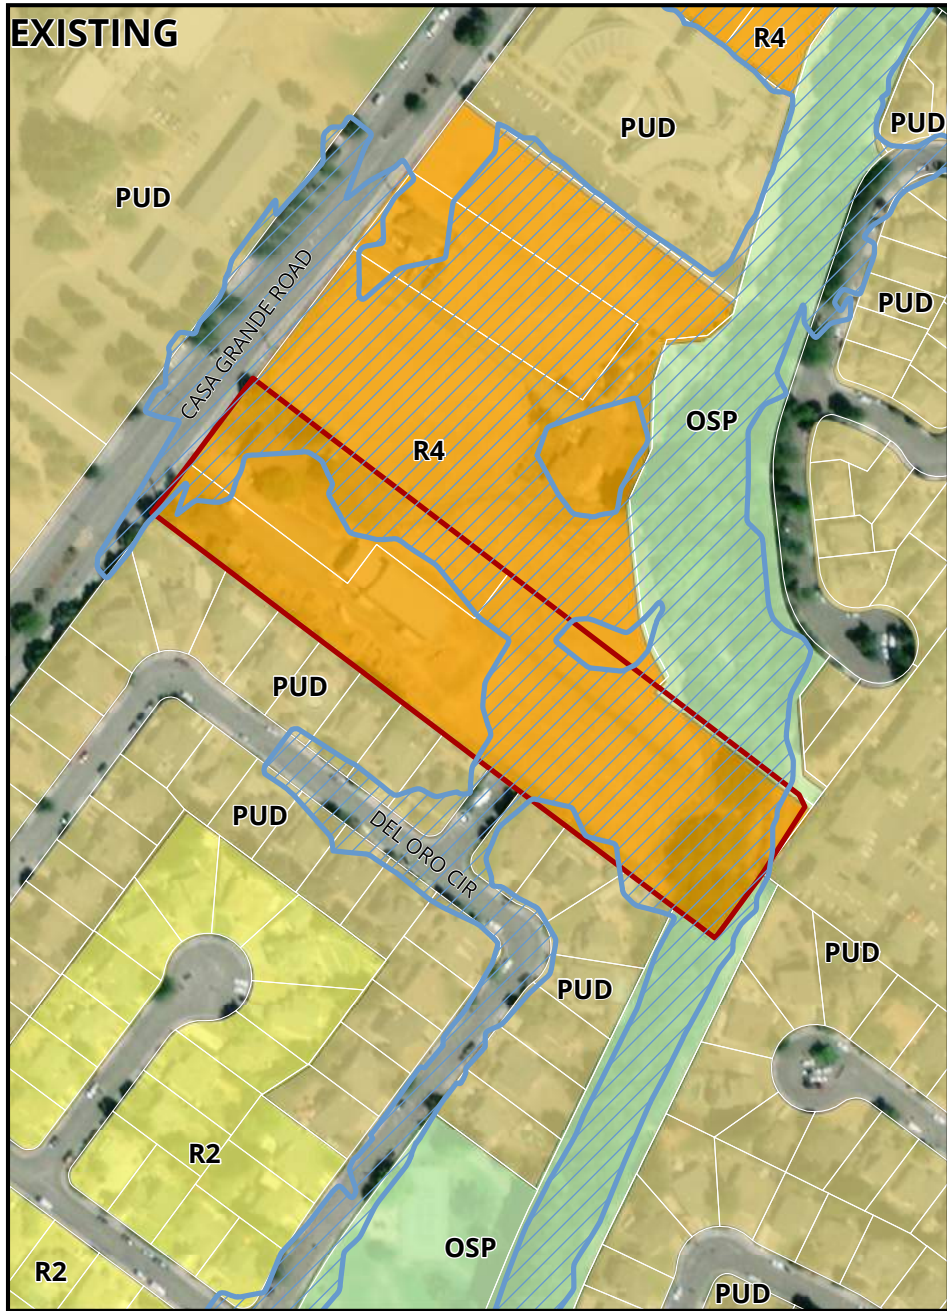 EXISTING
R4
PUD
PUD
PUD
PUD
CASA GRANDE ROAD
OSP
R4
PUD
PUD
DEL ORO CIR
PUD
PUD
R2
OSP
R2
PUD